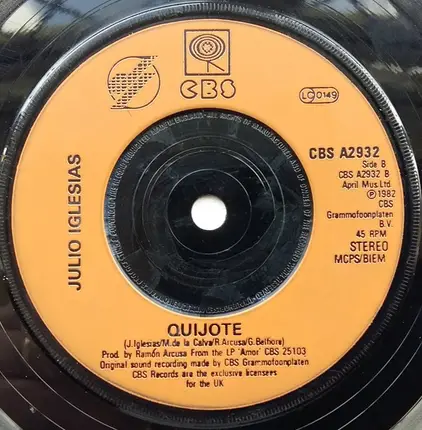 CBS
LC 0149
JULIO IGLESIAS
CBS A2932
Side B
CBS A2932 B
April Mus.Ltd
℗1982
CBS
Grammofoonplaten
B.V.
45 RPM
STEREO
MCPS/BIEM
QUIJOTE
(J.Iglesias/M.de la Calva/R.Arcusa/G.Belfiore)
Prod. by Ramón Arcusa From the LP 'Amor' CBS 25103
Original sound recording made by CBS Grammofoonplaten
CBS Records are the exclusive licensees
for the UK